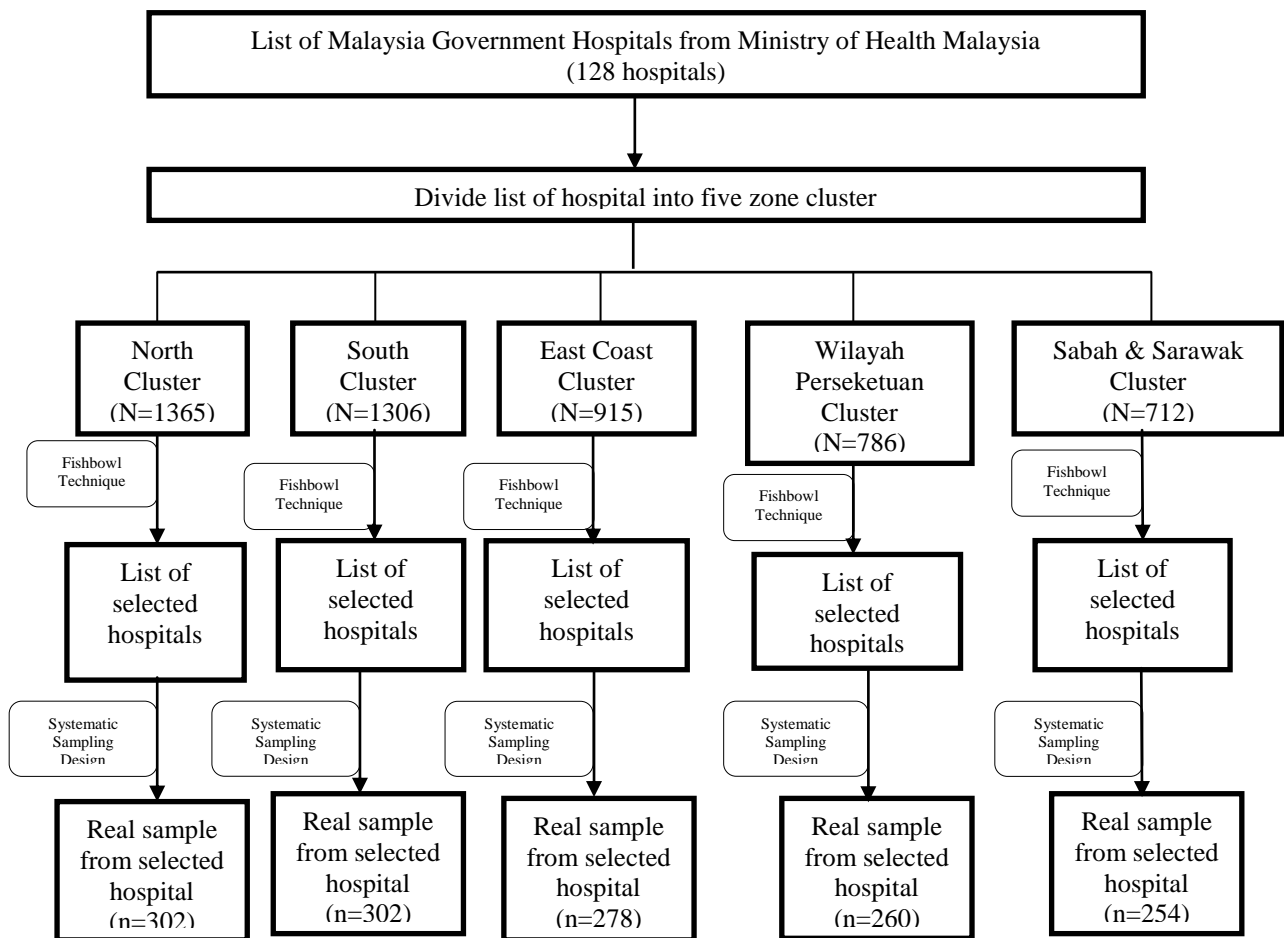 List of Malaysia Government Hospitals from Ministry of Health Malaysia
(128 hospitals)
Divide list of hospital into five zone cluster
North
Cluster
(N=1365)
South
Cluster
(N=1306)
East Coast
Cluster
(N=915)
Wilayah
Perseketuan
Cluster
(N=786)
Sabah & Sarawak
Cluster
(N=712)
Fishbowl
Technique
Fishbowl
Technique
Fishbowl
Technique
Fishbowl
Technique
Fishbowl
Technique
List of
selected
hospitals
List of
selected
hospitals
List of
selected
hospitals
List of
selected
hospitals
List of
selected
hospitals
Systematic
Sampling
Design
Systematic
Sampling
Design
Systematic
Sampling
Design
Systematic
Sampling
Design
Systematic
Sampling
Design
Real sample
from selected
hospital
(n=302)
Real sample
from selected
hospital
(n=302)
Real sample
from selected
hospital
(n=278)
Real sample
from selected
hospital
(n=260)
Real sample
from selected
hospital
(n=254)